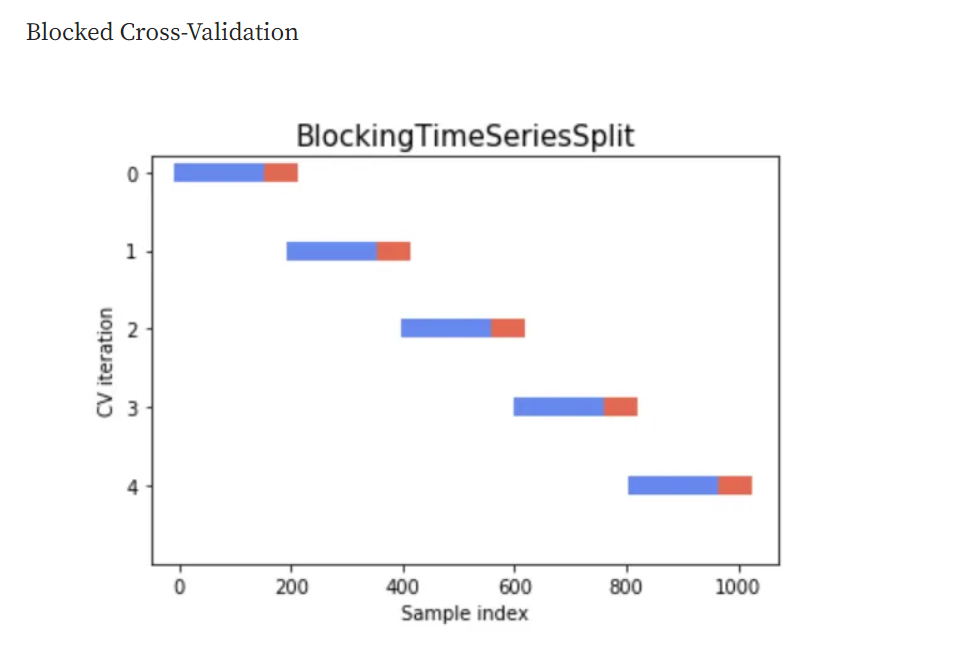 Blocked Cross-Validation
BlockingTimeSeriesSplit
0
1
2
3
4
CV iteration
0 200 400 600 800 1000
Sample index